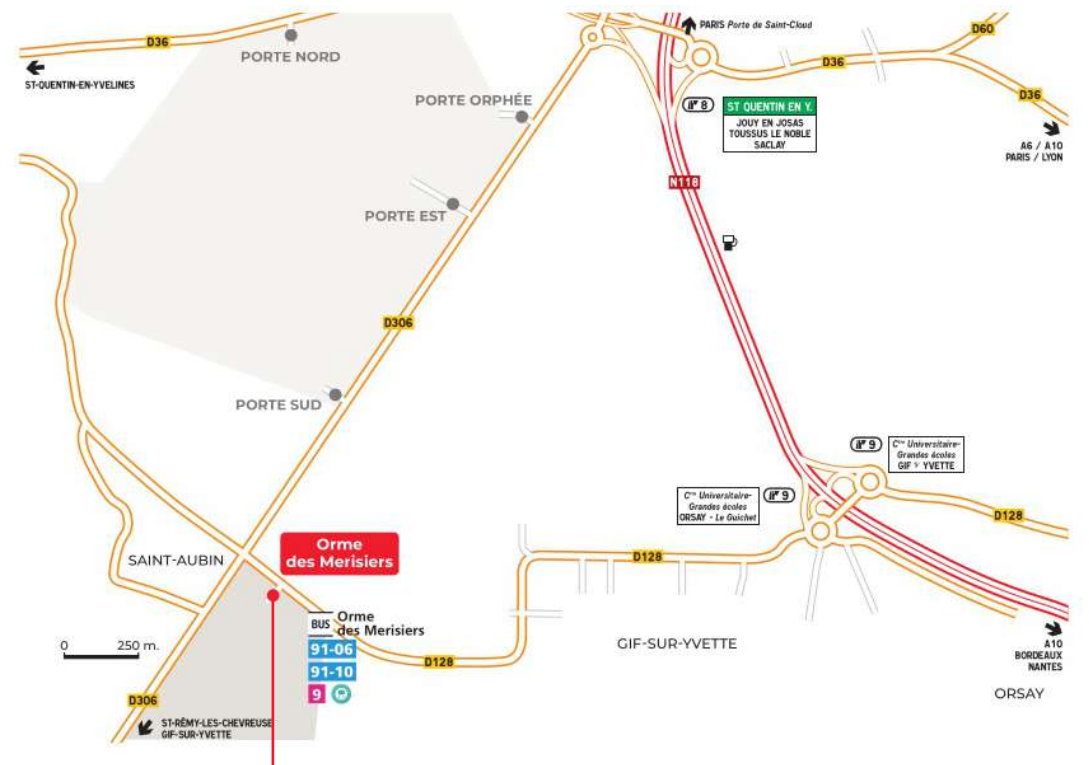 PARIS Porte de Saint-Cloud
D36
D60
PORTE NORD
D36
ST-QUENTIN-EN-YVELINES
D36
PORTE ORPHÉE
8
ST QUENTIN EN Y.
JOUY EN JOSAS
TOUSSUS LE NOBLE
SACLAY
A6 / A10
PARIS / LYON
N118
PORTE EST
D306
PORTE SUD
9
Ctre Universitaire-
Grandes écoles
GIF s/ YVETTE
Ctre Universitaire-
Grandes écoles
ORSAY - Le Guichet
9
D128
SAINT-AUBIN
Orme
des Merisiers
D128
BUS
Orme
des Merisiers
91-06
91-10
9
0 250 m.
D128
GIF-SUR-YVETTE
A10
BORDEAUX
NANTES
ORSAY
D306
ST-RÉMY-LES-CHEVREUSE
GIF-SUR-YVETTE